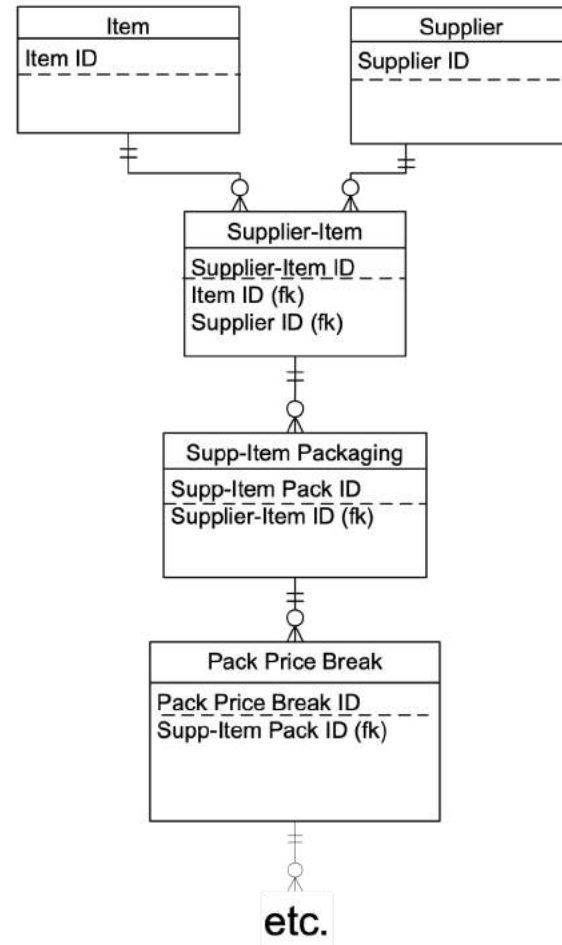 Item
Item ID
Supplier
Supplier ID
Supplier-Item
Supplier-Item ID
Item ID (fk)
Supplier ID (fk)
Supp-Item Packaging
Supp-Item Pack ID
Supplier-Item ID (fk)
Pack Price Break
Pack Price Break ID
Supp-Item Pack ID (fk)
etc.